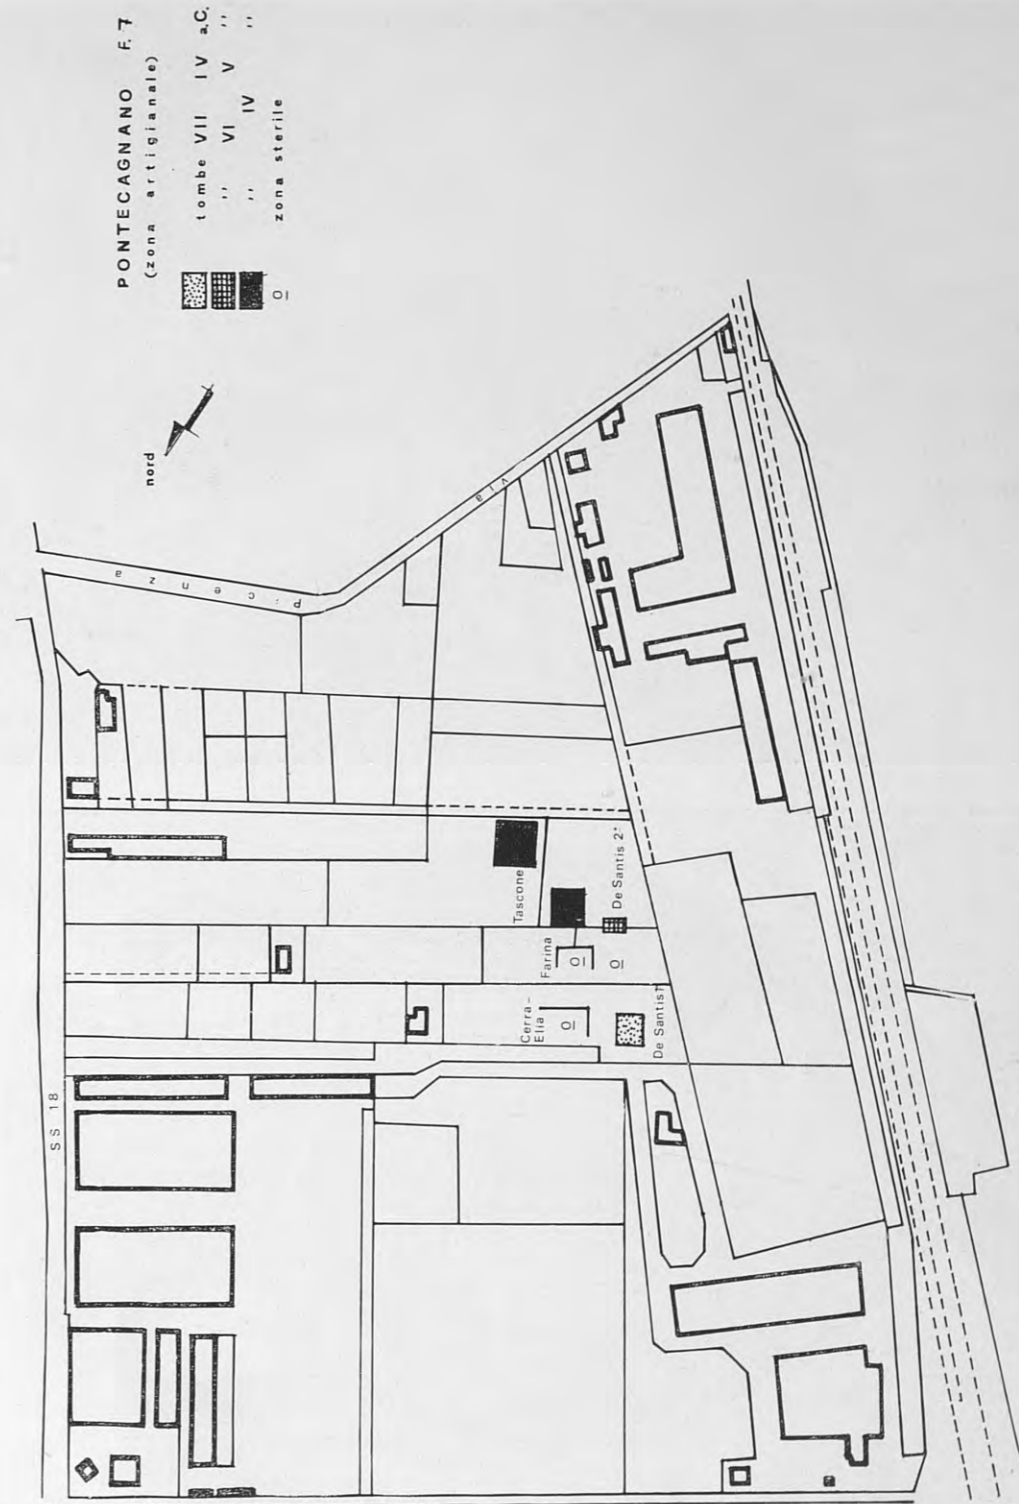 PONTECAGNANO F. 7
(zona artigianale)
tombe VII IV a.C.
,, VI V ,,
,, IV ,,
O zona sterile
nord
via picenza
SS 18
Tascone
De Santis 2°
Farina
O
O
Cerra-
Elia
O
De Santis 1°